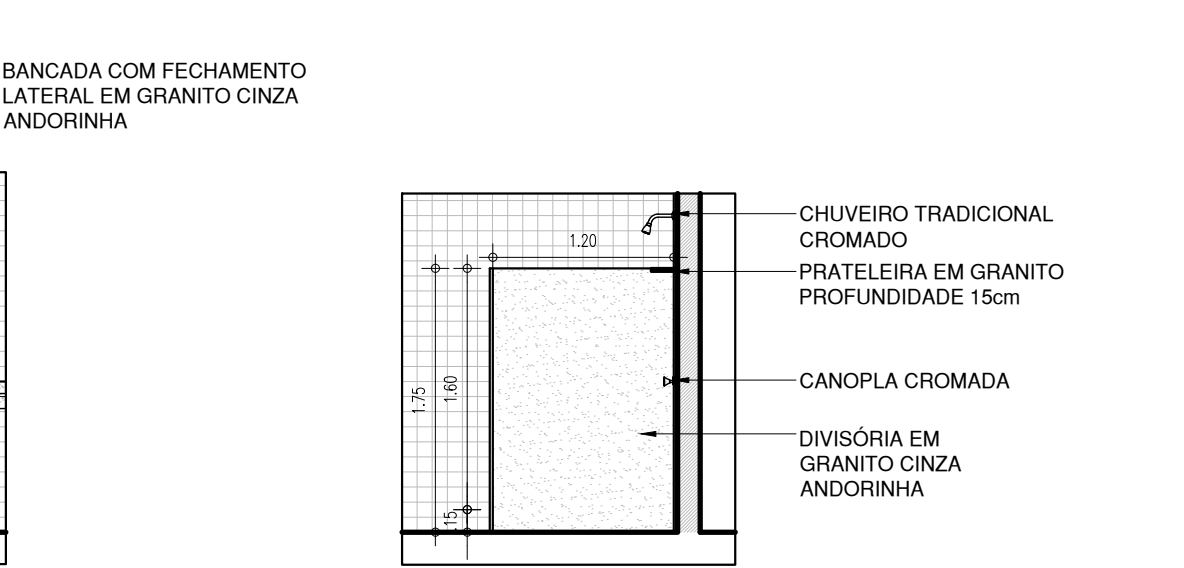 BANCADA COM FECHAMENTO
LATERAL EM GRANITO CINZA
ANDORINHA
CHUVEIRO TRADICIONAL
CROMADO
1.20
PRATELEIRA EM GRANITO
PROFUNDIDADE 15cm
1.75
1.60
CANOPLA CROMADA
DIVISÓRIA EM
GRANITO CINZA
ANDORINHA
.15